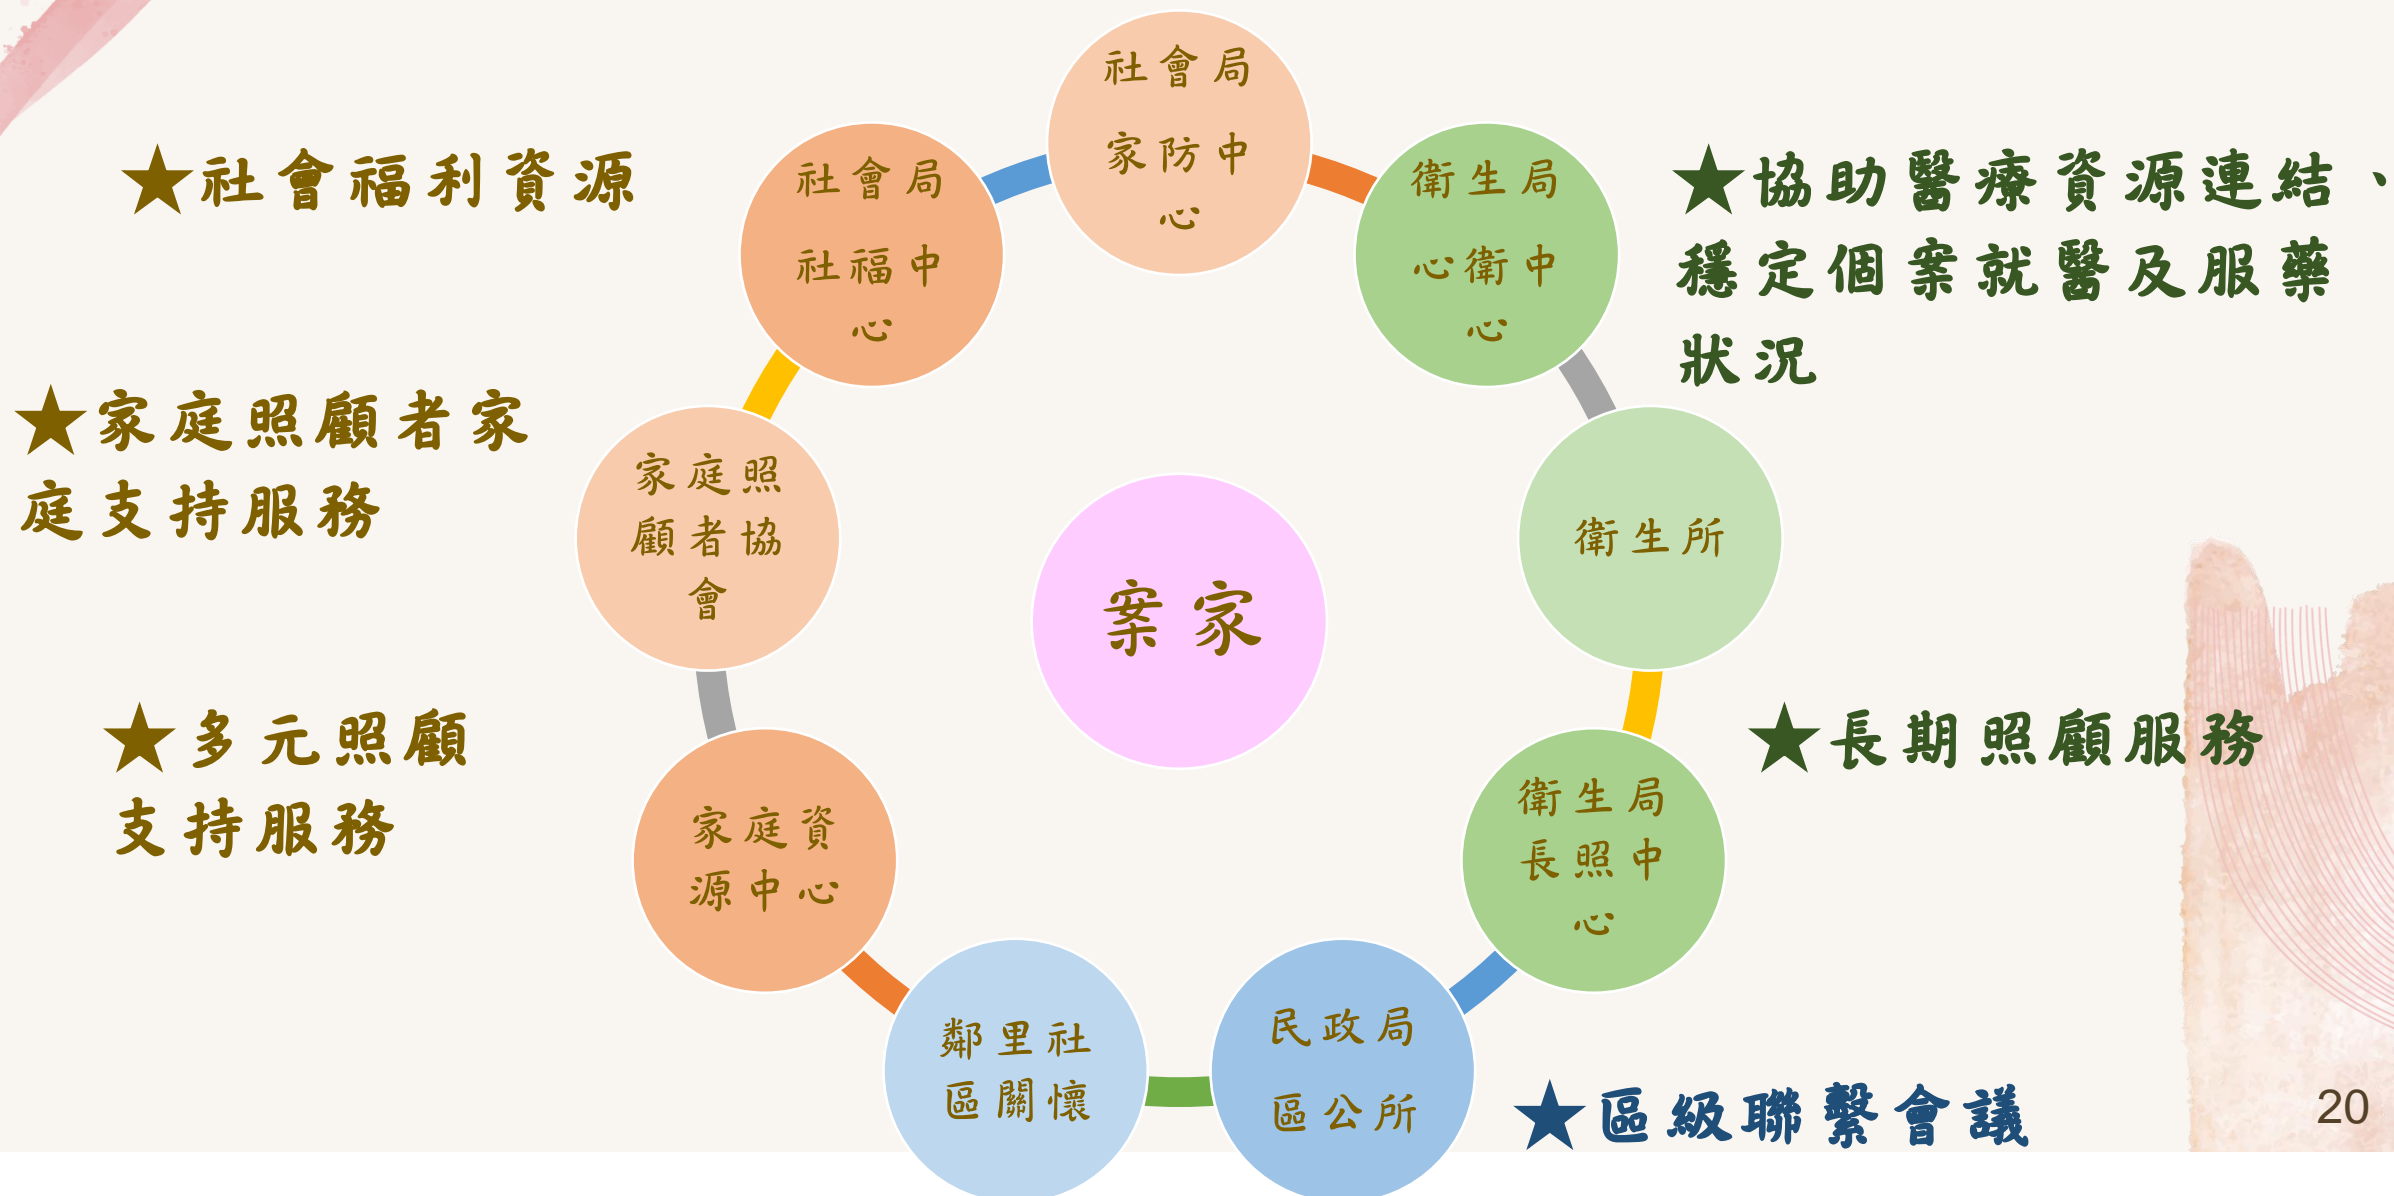 社會局
家防中
心
★社會福利資源
社會局
社福中
心
衛生局
心衛中
心
★協助醫療資源連結、
穩定個案就醫及服藥
狀況
★家庭照顧者家
庭支持服務
家庭照
顧者協
會
衛生所
案家
★多元照顧
支持服務
★長期照顧服務
家庭資
源中心
衛生局
長照中
心
鄰里社
區關懷
民政局
區公所
★區級聯繫會議
20